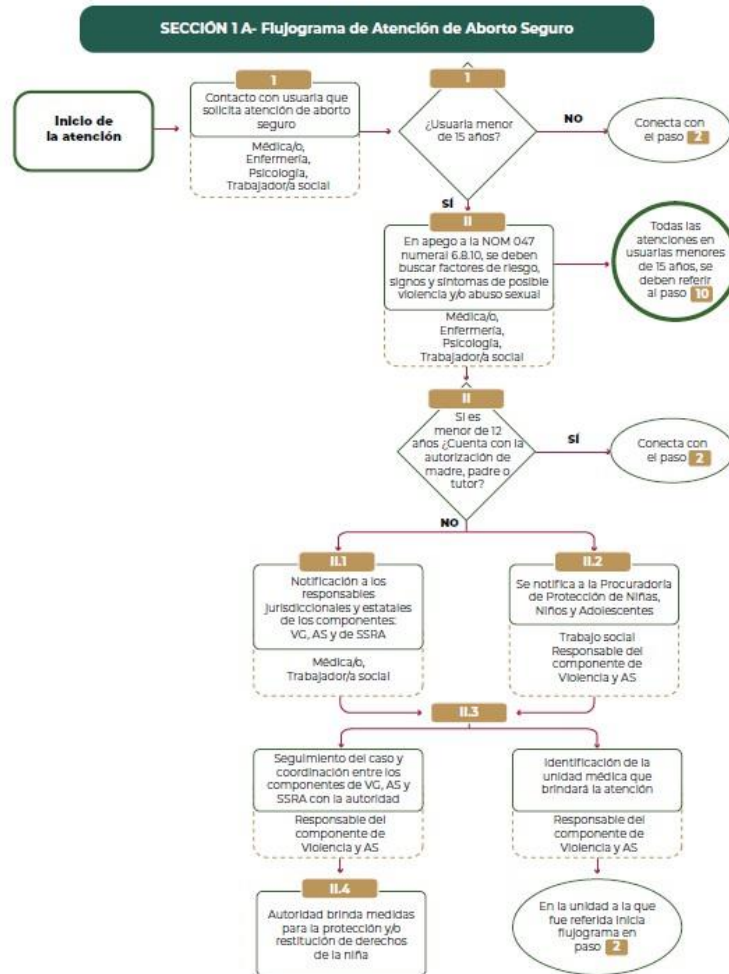 SECCIÓN 1 A- Flujograma de Atención de Aborto Seguro
Inicio de
la atención
1
Contacto con usuaria que
solicita atención de aborto
seguro
Médica/o,
Enfermería,
Psicología,
Trabajador/a social
1
¿Usuaria menor
de 15 años?
NO
Conecta con
el paso 2
SÍ
II
En apego a la NOM 047
numeral 6.8.10, se deben
buscar factores de riesgo,
signos y síntomas de posible
violencia y/o abuso sexual
Médica/o,
Enfermería,
Psicología,
Trabajador/a social
Todas las
atenciones en
usuarias menores
de 15 años, se
deben referir
al paso 10
II
Si es
menor de 12
años ¿Cuenta con la
autorización de
madre, padre o
tutor?
SÍ
Conecta con
el paso 2
NO
II.1
Notificación a los
responsables
jurisdiccionales y estatales
de los componentes:
VG, AS y de SSRA
Médica/o,
Trabajador/a social
II.2
Se notifica a la Procuradoría
de Protección de Niñas,
Niños y Adolescentes
Trabajo social
Responsable del
componente de
Violencia y AS
II.3
Seguimiento del caso y
coordinación entre los
componentes de VG, AS y
SSRA con la autoridad
Responsable del
componente de
Violencia y AS
Identificación de la
unidad médica que
brindará la atención
Responsable del
componente de
Violencia y AS
II.4
Autoridad brinda medidas
para la protección y/o
restitución de derechos
de la niña
En la unidad a la que
fue referida inicia
flujograma en
paso 2